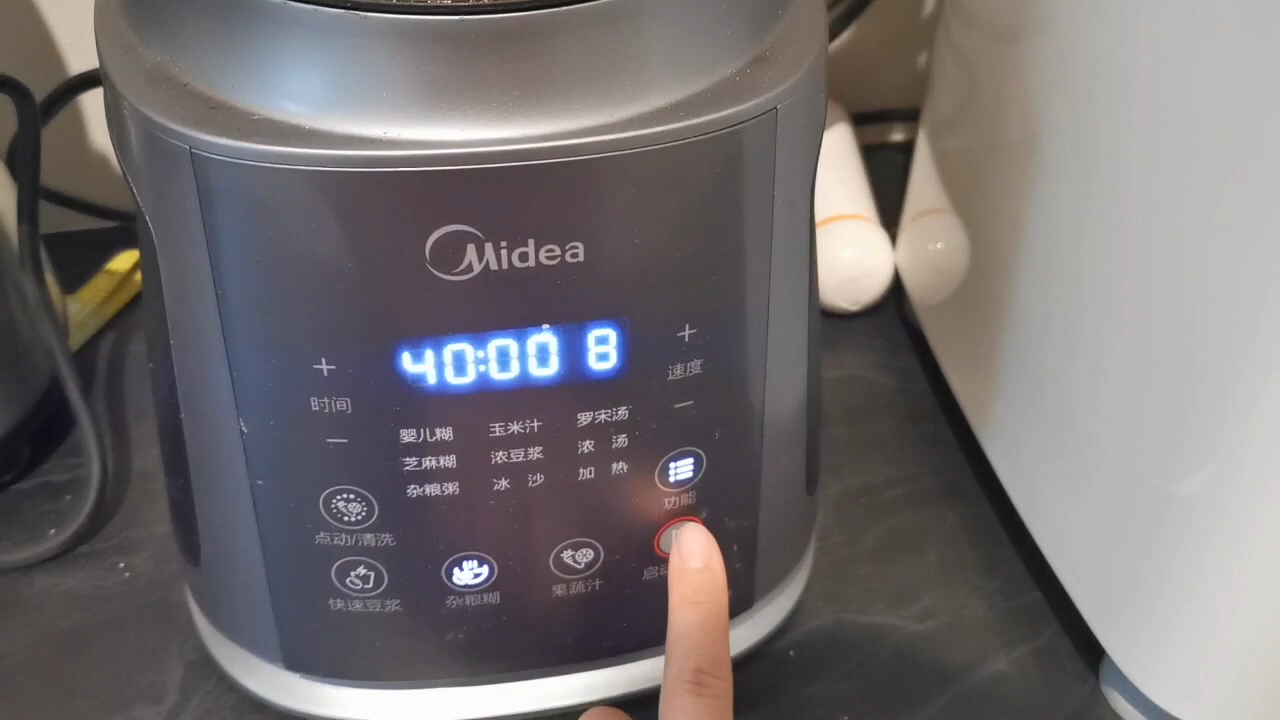 Midea
40:00 8
+
时间
－
+
速度
－
婴儿糊 玉米汁 罗宋汤
芝麻糊 浓豆浆 浓 汤
杂粮粥 冰 沙 加 热
功能
点动/清洗
快速豆浆
杂粮糊
果蔬汁
启动